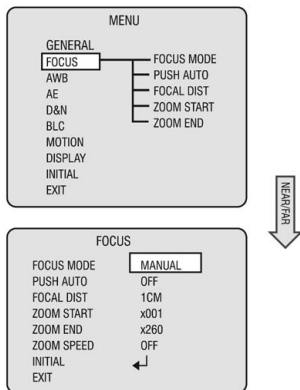 MENU
GENERAL
FOCUS
AWB
AE
D&N
BLC
MOTION
DISPLAY
INITIAL
EXIT
FOCUS MODE
PUSH AUTO
FOCAL DIST
ZOOM START
ZOOM END
NEAR/FAR
FOCUS
FOCUS MODE MANUAL
PUSH AUTO OFF
FOCAL DIST 1CM
ZOOM START x001
ZOOM END x260
ZOOM SPEED OFF
INITIAL
EXIT